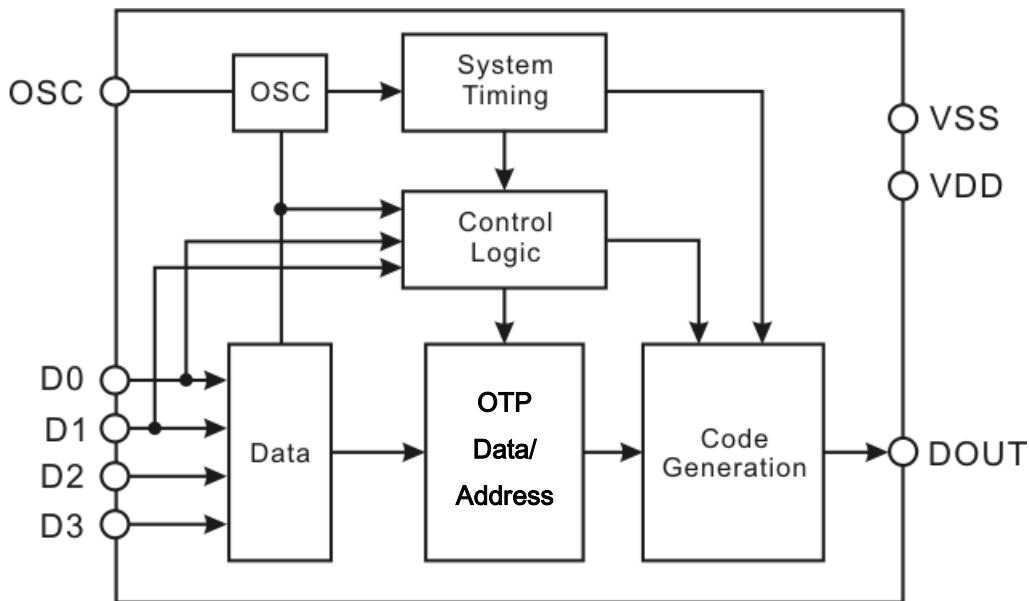 OSC
OSC
System
Timing
VSS
VDD
Control
Logic
D0
D1
D2
D3
Data
OTP
Data/
Address
Code
Generation
DOUT